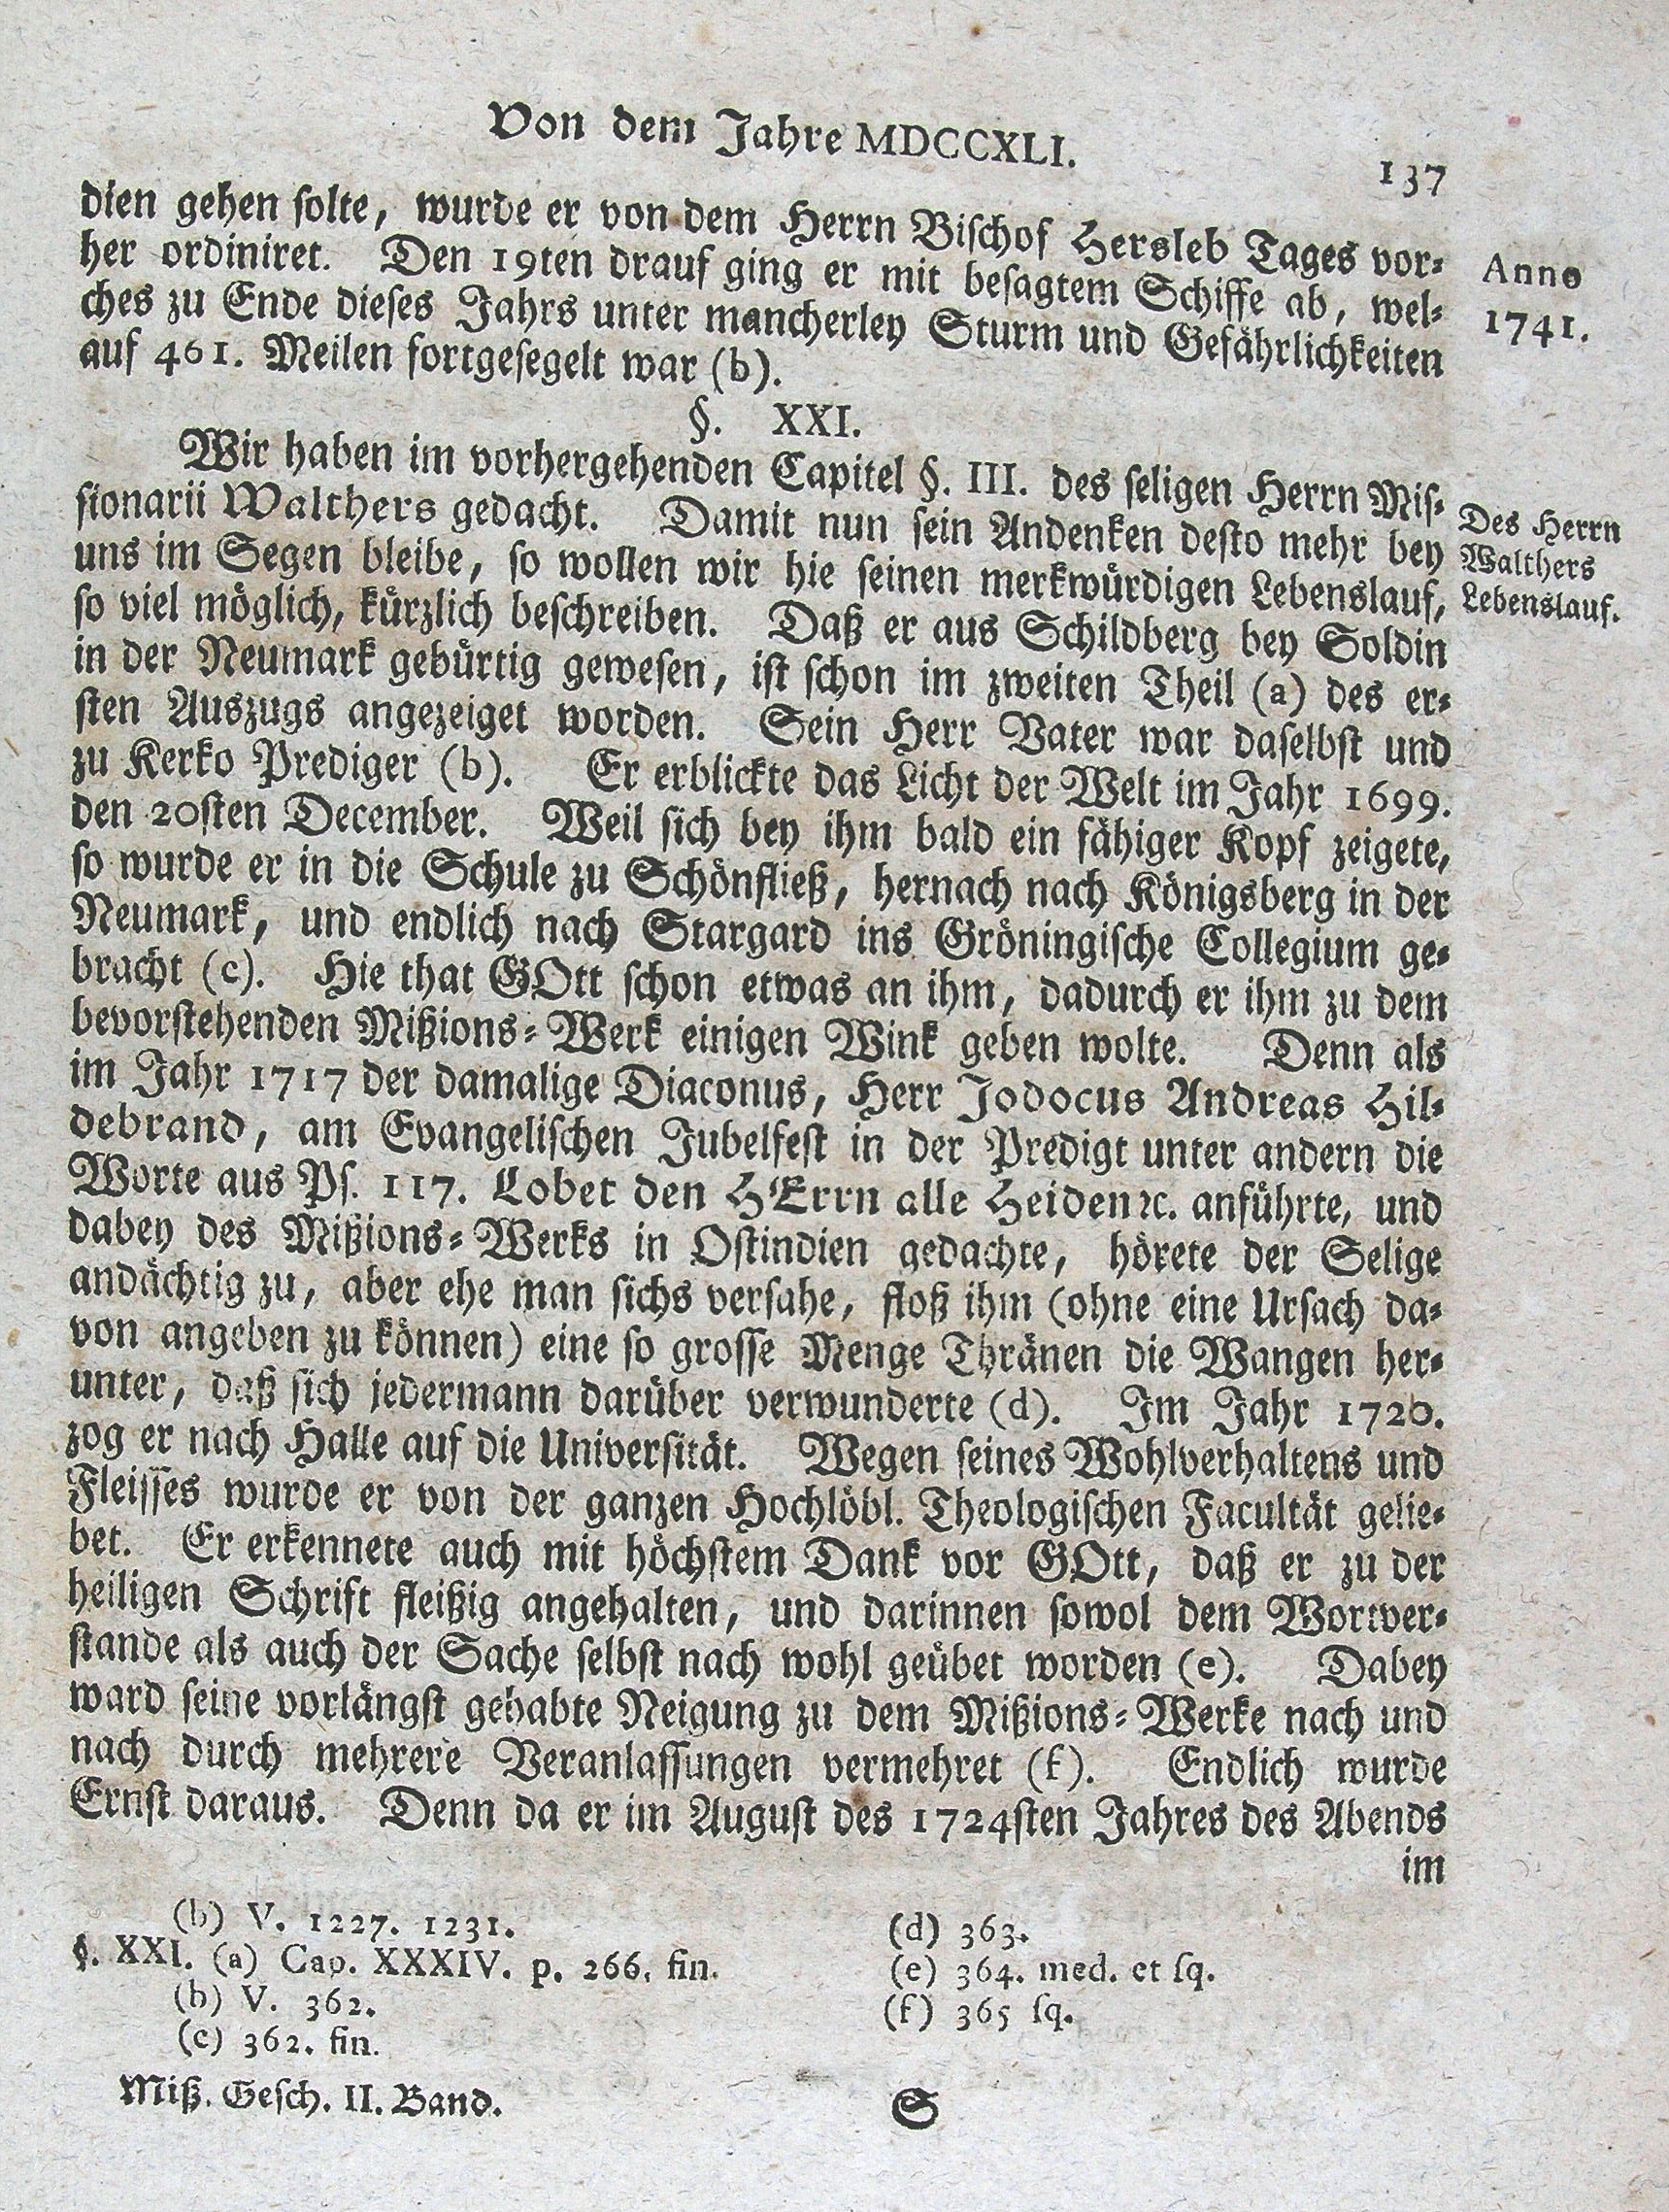 Von dem Jahre MDCCXLI.
137
dien gehen solte, wurde er von dem Herrn Bischof Hersleb Tages vor-
her ordiniret. Den 19ten drauf ging er mit besagtem Schiffe ab, wel-
ches zu Ende dieses Jahrs unter mancherley Sturm und Gefährlichkeiten
auf 461. Meilen fortgesegelt war (b).
Anno
1741.
§. XXI.
Wir haben im vorhergehenden Capitel §. III. des seligen Herrn Mis-
sionarii Walthers gedacht. Damit nun sein Andenken desto mehr bey
uns im Segen bleibe, so wollen wir hie seinen merkwürdigen Lebenslauf,
so viel möglich, kürzlich beschreiben. Daß er aus Schildberg bey Soldin
in der Neumark gebürtig gewesen, ist schon im zweiten Theil (a) des er-
sten Auszugs angezeiget worden. Sein Herr Vater war daselbst und
zu Kerko Prediger (b). Er erblickte das Licht der Welt im Jahr 1699.
den 20sten December. Weil sich bey ihm bald ein fähiger Kopf zeigete,
so wurde er in die Schule zu Schönfließ, hernach nach Königsberg in der
Neumark, und endlich nach Stargard ins Gröningische Collegium ge-
bracht (c). Hie that GOtt schon etwas an ihm, dadurch er ihm zu dem
bevorstehenden Mißions-Werk einigen Wink geben wolte. Denn als
im Jahr 1717 der damalige Diaconus, Herr Jodocus Andreas Hil-
debrand, am Evangelischen Jubelfest in der Predigt unter andern die
Worte aus Ps. 117. Lobet den HErrn alle Heiden ꝛc. anführte, und
dabey des Mißions-Werks in Ostindien gedachte, hörete der Selige
andächtig zu, aber ehe man sichs versahe, floß ihm (ohne eine Ursach da-
von angeben zu können) eine so grosse Menge Thränen die Wangen her-
unter, daß sich jedermann darüber verwunderte (d). Im Jahr 1720.
zog er nach Halle auf die Universität. Wegen seines Wohlverhaltens und
Fleisses wurde er von der ganzen Hochlöbl. Theologischen Facultät gelie-
bet. Er erkennete auch mit höchstem Dank vor GOtt, daß er zu der
heiligen Schrift fleißig angehalten, und darinnen sowol dem Wortver-
stande als auch der Sache selbst nach wohl geübet worden (e). Dabey
ward seine vorlängst gehabte Neigung zu dem Mißions-Werke nach und
nach durch mehrere Veranlassungen vermehret (f). Endlich wurde
Ernst daraus. Denn da er im August des 1724sten Jahres des Abends
im
Des Herrn
Walthers
Lebenslauf.
(b) V. 1227. 1231.
§. XXI. (a) Cap. XXXIV. p. 266. fin.
(b) V. 362.
(c) 362. fin.
(d) 363.
(e) 364. med. et sq.
(f) 365 sq.
Miß. Gesch. II. Band.
S